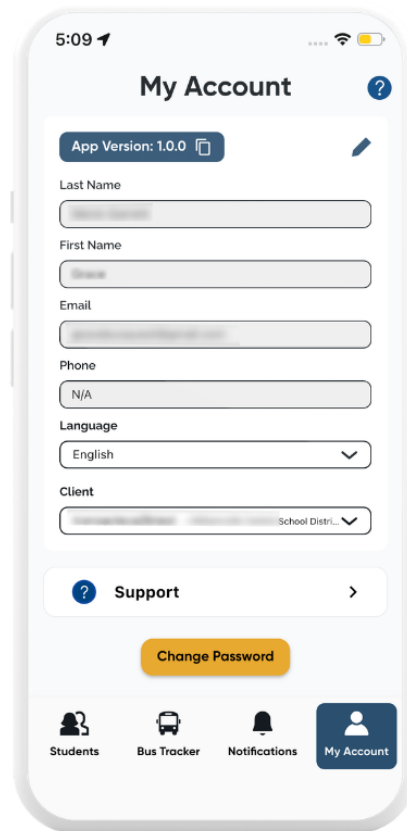 5:09
My Account
?
App Version: 1.0.0
Last Name
First Name
Email
Phone
N/A
Language
English
Client
School Distri...
? Support
Change Password
Students Bus Tracker Notifications My Account